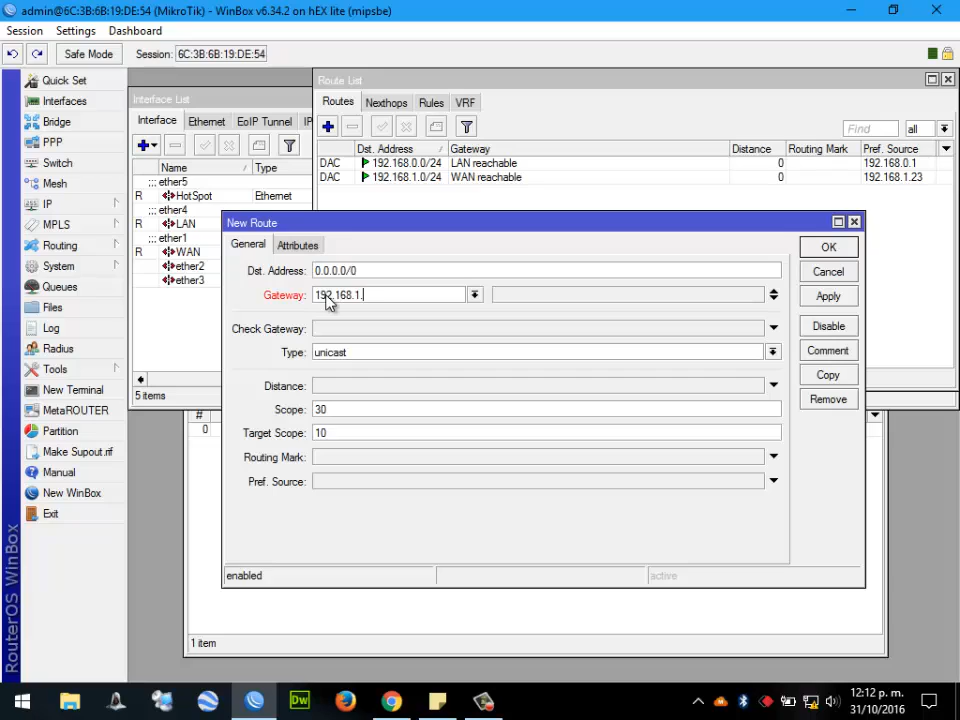 admin@6C:3B:6B:19:DE:54 (MikroTik) - WinBox v6.34.2 on hEX lite (mipsbe)
Session Settings Dashboard
Safe Mode Session: 6C:3B:6B:19:DE:54
Quick Set
Interfaces
Bridge
PPP
Switch
Mesh
IP
MPLS
Routing
System
Queues
Files
Log
Radius
Tools
New Terminal
MetaROUTER
Partition
Make Supout.rif
Manual
New WinBox
Exit
RouterOS WinBox
Interface List
Interface Ethernet EoIP Tunnel IP
Name Type
;;; ether5
R HotSpot Ethernet
;;; ether4
R LAN
;;; ether1
R WAN
ether2
ether3
5 items
Route List
Routes Nexthops Rules VRF
Find all
Dst. Address Gateway Distance Routing Mark Pref. Source
DAC 192.168.0.0/24 LAN reachable 0 192.168.0.1
DAC 192.168.1.0/24 WAN reachable 0 192.168.1.23
New Route
General Attributes
Dst. Address: 0.0.0.0/0
Gateway: 192.168.1.
Check Gateway:
Type: unicast
Distance:
Scope: 30
Target Scope: 10
Routing Mark:
Pref. Source:
OK
Cancel
Apply
Disable
Comment
Copy
Remove
enabled active
#
0
1 item
Dw
12:12 p. m.
31/10/2016